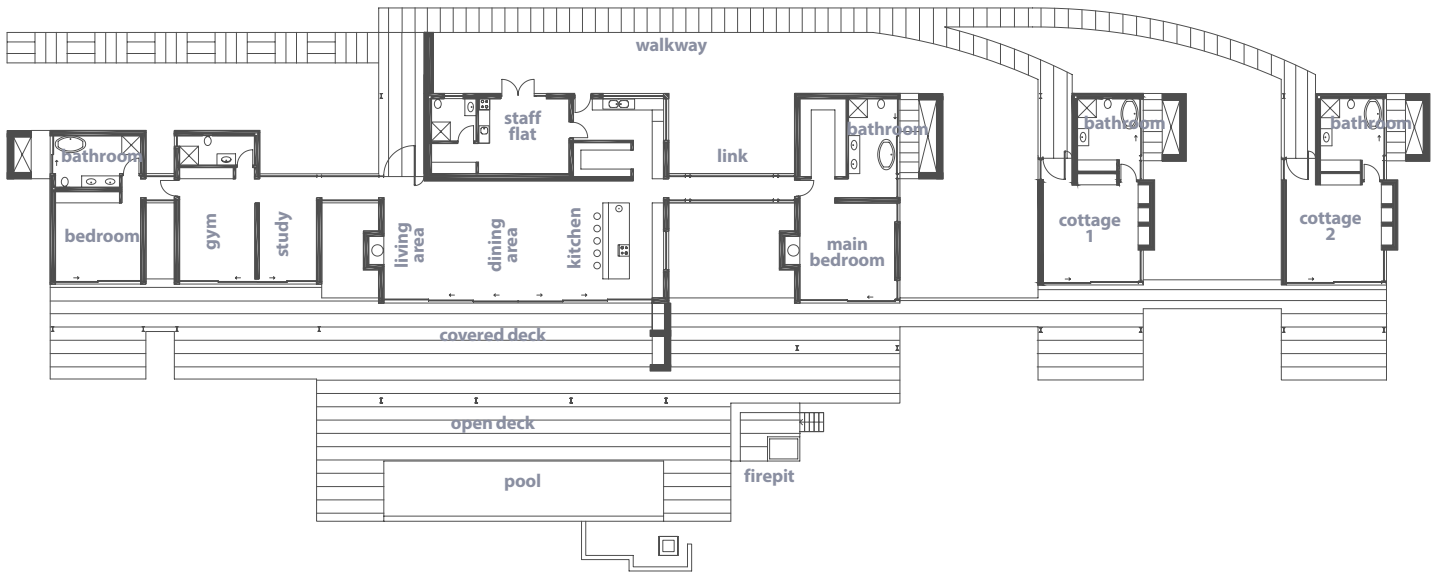 walkway
staff
flat
bathroom
bathroom
bathroom
bathroom
link
bedroom
gym
study
living
area
dining
area
kitchen
main
bedroom
cottage
1
cottage
2
covered deck
open deck
pool
firepit